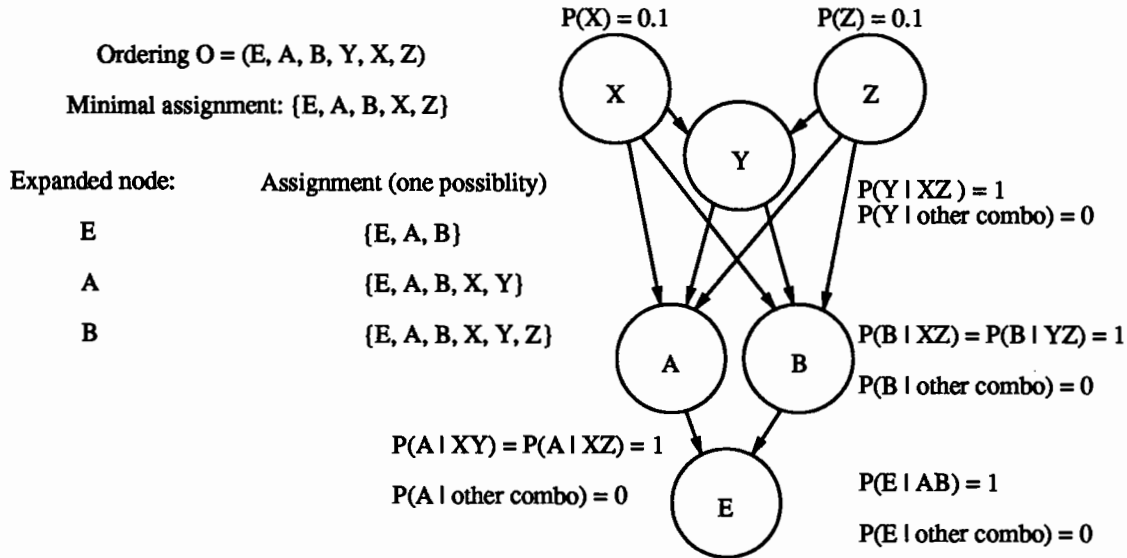 P(X) = 0.1
P(Z) = 0.1
Ordering O = (E, A, B, Y, X, Z)
Minimal assignment: {E, A, B, X, Z}
X
Z
Y
Expanded node:
Assignment (one possiblity)
P(Y | XZ ) = 1
P(Y | other combo) = 0
E
{E, A, B}
A
{E, A, B, X, Y}
B
{E, A, B, X, Y, Z}
A
B
P(B | XZ) = P(B | YZ) = 1
P(B | other combo) = 0
P(A | XY) = P(A | XZ) = 1
P(A | other combo) = 0
E
P(E | AB) = 1
P(E | other combo) = 0